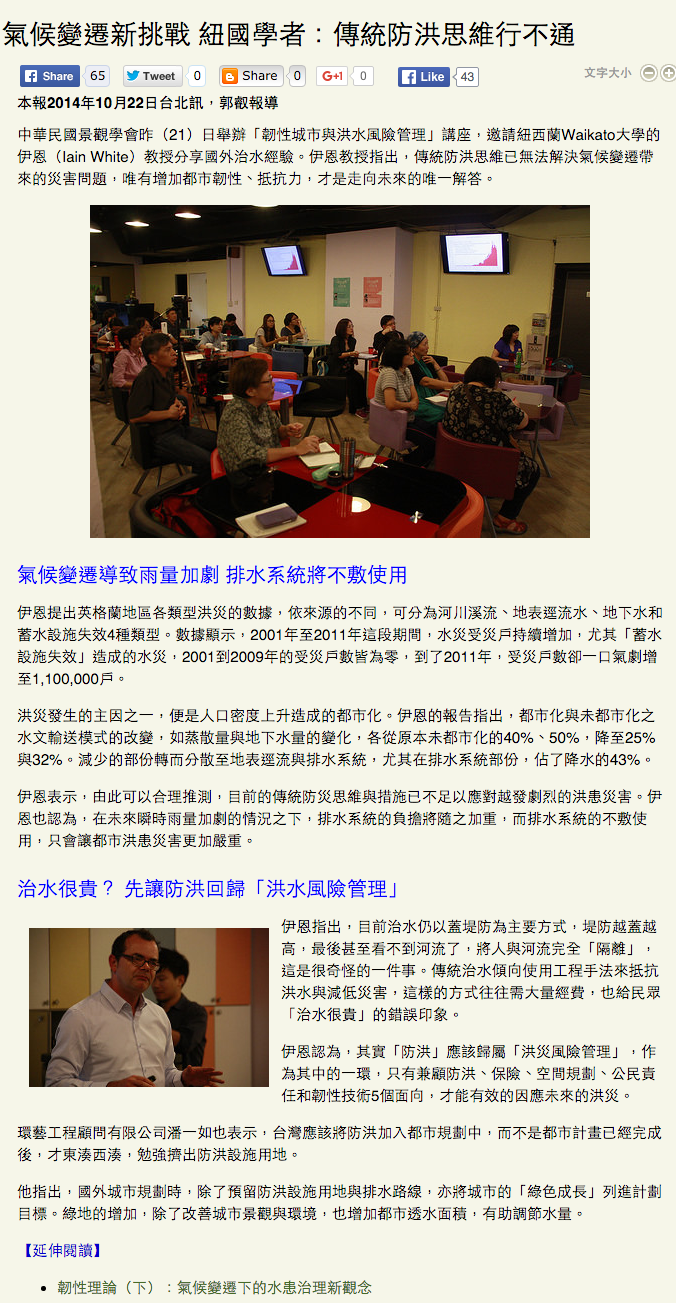 氣候變遷新挑戰 紐國學者：傳統防洪思維行不通
Share 65 Tweet 0 Share 0 G+1 0 Like 43 文字大小
本報2014年10月22日台北訊，郭叡報導
中華民國景觀學會昨（21）日舉辦「韌性城市與洪水風險管理」講座，邀請紐西蘭Waikato大學的
伊恩（Iain White）教授分享國外治水經驗。伊恩教授指出，傳統防洪思維已無法解決氣候變遷帶
來的災害問題，唯有增加都市韌性、抵抗力，才是走向未來的唯一解答。
氣候變遷導致雨量加劇 排水系統將不敷使用
伊恩提出英格蘭地區各類型洪災的數據，依來源的不同，可分為河川溪流、地表逕流水、地下水和
蓄水設施失效4種類型。數據顯示，2001年至2011年這段期間，水災受災戶持續增加，尤其「蓄水
設施失效」造成的水災，2001到2009年的受災戶數皆為零，到了2011年，受災戶數卻一口氣劇增
至1,100,000戶。
洪災發生的主因之一，便是人口密度上升造成的都市化。伊恩的報告指出，都市化與未都市化之
水文輸送模式的改變，如蒸散量與地下水量的變化，各從原本未都市化的40%、50%，降至25%
與32%。減少的部份轉而分散至地表逕流與排水系統，尤其在排水系統部份，佔了降水的43%。
伊恩表示，由此可以合理推測，目前的傳統防災思維與措施已不足以應對越發劇烈的洪患災害。伊
恩也認為，在未來瞬時雨量加劇的情況之下，排水系統的負擔將隨之加重，而排水系統的不敷使
用，只會讓都市洪患災害更加嚴重。
治水很貴？ 先讓防洪回歸「洪水風險管理」
伊恩指出，目前治水仍以蓋堤防為主要方式，堤防越蓋越
高，最後甚至看不到河流了，將人與河流完全「隔離」，
這是很奇怪的一件事。傳統治水傾向使用工程手法來抵抗
洪水與減低災害，這樣的方式往往需大量經費，也給民眾
「治水很貴」的錯誤印象。
伊恩認為，其實「防洪」應該歸屬「洪災風險管理」，作
為其中的一環，只有兼顧防洪、保險、空間規劃、公民責
任和韌性技術5個面向，才能有效的因應未來的洪災。
環藝工程顧問有限公司潘一如也表示，台灣應該將防洪加入都市規劃中，而不是都市計畫已經完成
後，才東湊西湊，勉強擠出防洪設施用地。
他指出，國外城市規劃時，除了預留防洪設施用地與排水路線，亦將城市的「綠色成長」列進計劃
目標。綠地的增加，除了改善城市景觀與環境，也增加都市透水面積，有助調節水量。
【延伸閱讀】
韌性理論（下）：氣候變遷下的水患治理新觀念